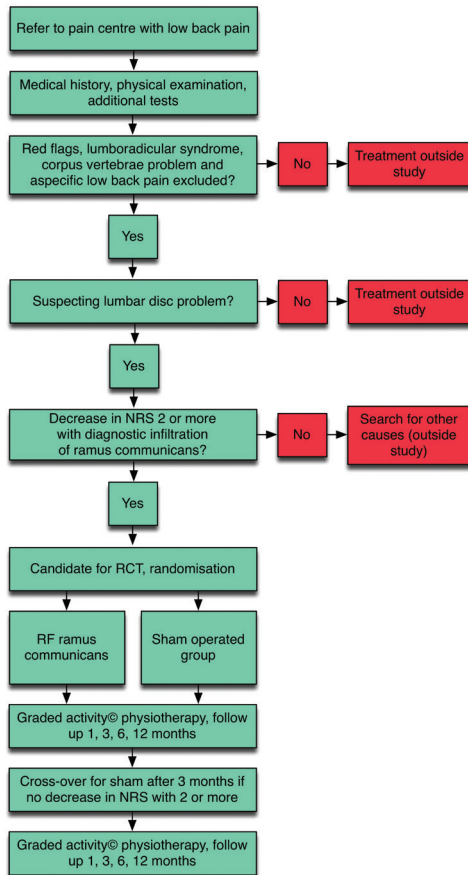 Refer to pain centre with low back pain
Medical history, physical examination,
additional tests
Red flags, lumboradicular syndrome,
corpus vertebrae problem and
aspecific low back pain excluded?
No
Treatment outside
study
Yes
Suspecting lumbar disc problem?
No
Treatment outside
study
Yes
Decrease in NRS 2 or more
with diagnostic infiltration
of ramus communicans?
No
Search for other
causes (outside
study)
Yes
Candidate for RCT, randomisation
RF ramus
communicans
Sham operated
group
Graded activity© physiotherapy, follow
up 1, 3, 6, 12 months
Cross-over for sham after 3 months if
no decrease in NRS with 2 or more
Graded activity© physiotherapy, follow
up 1, 3, 6, 12 months